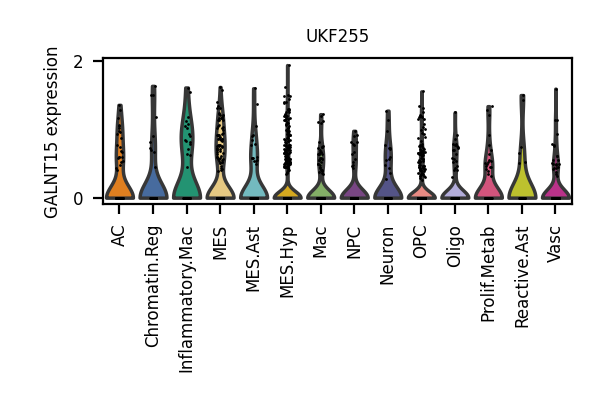 UKF255
GALNT15 expression
2
0
AC
Chromatin.Reg
Inflammatory.Mac
MES
MES.Ast
MES.Hyp
Mac
NPC
Neuron
OPC
Oligo
Prolif.Metab
Reactive.Ast
Vasc